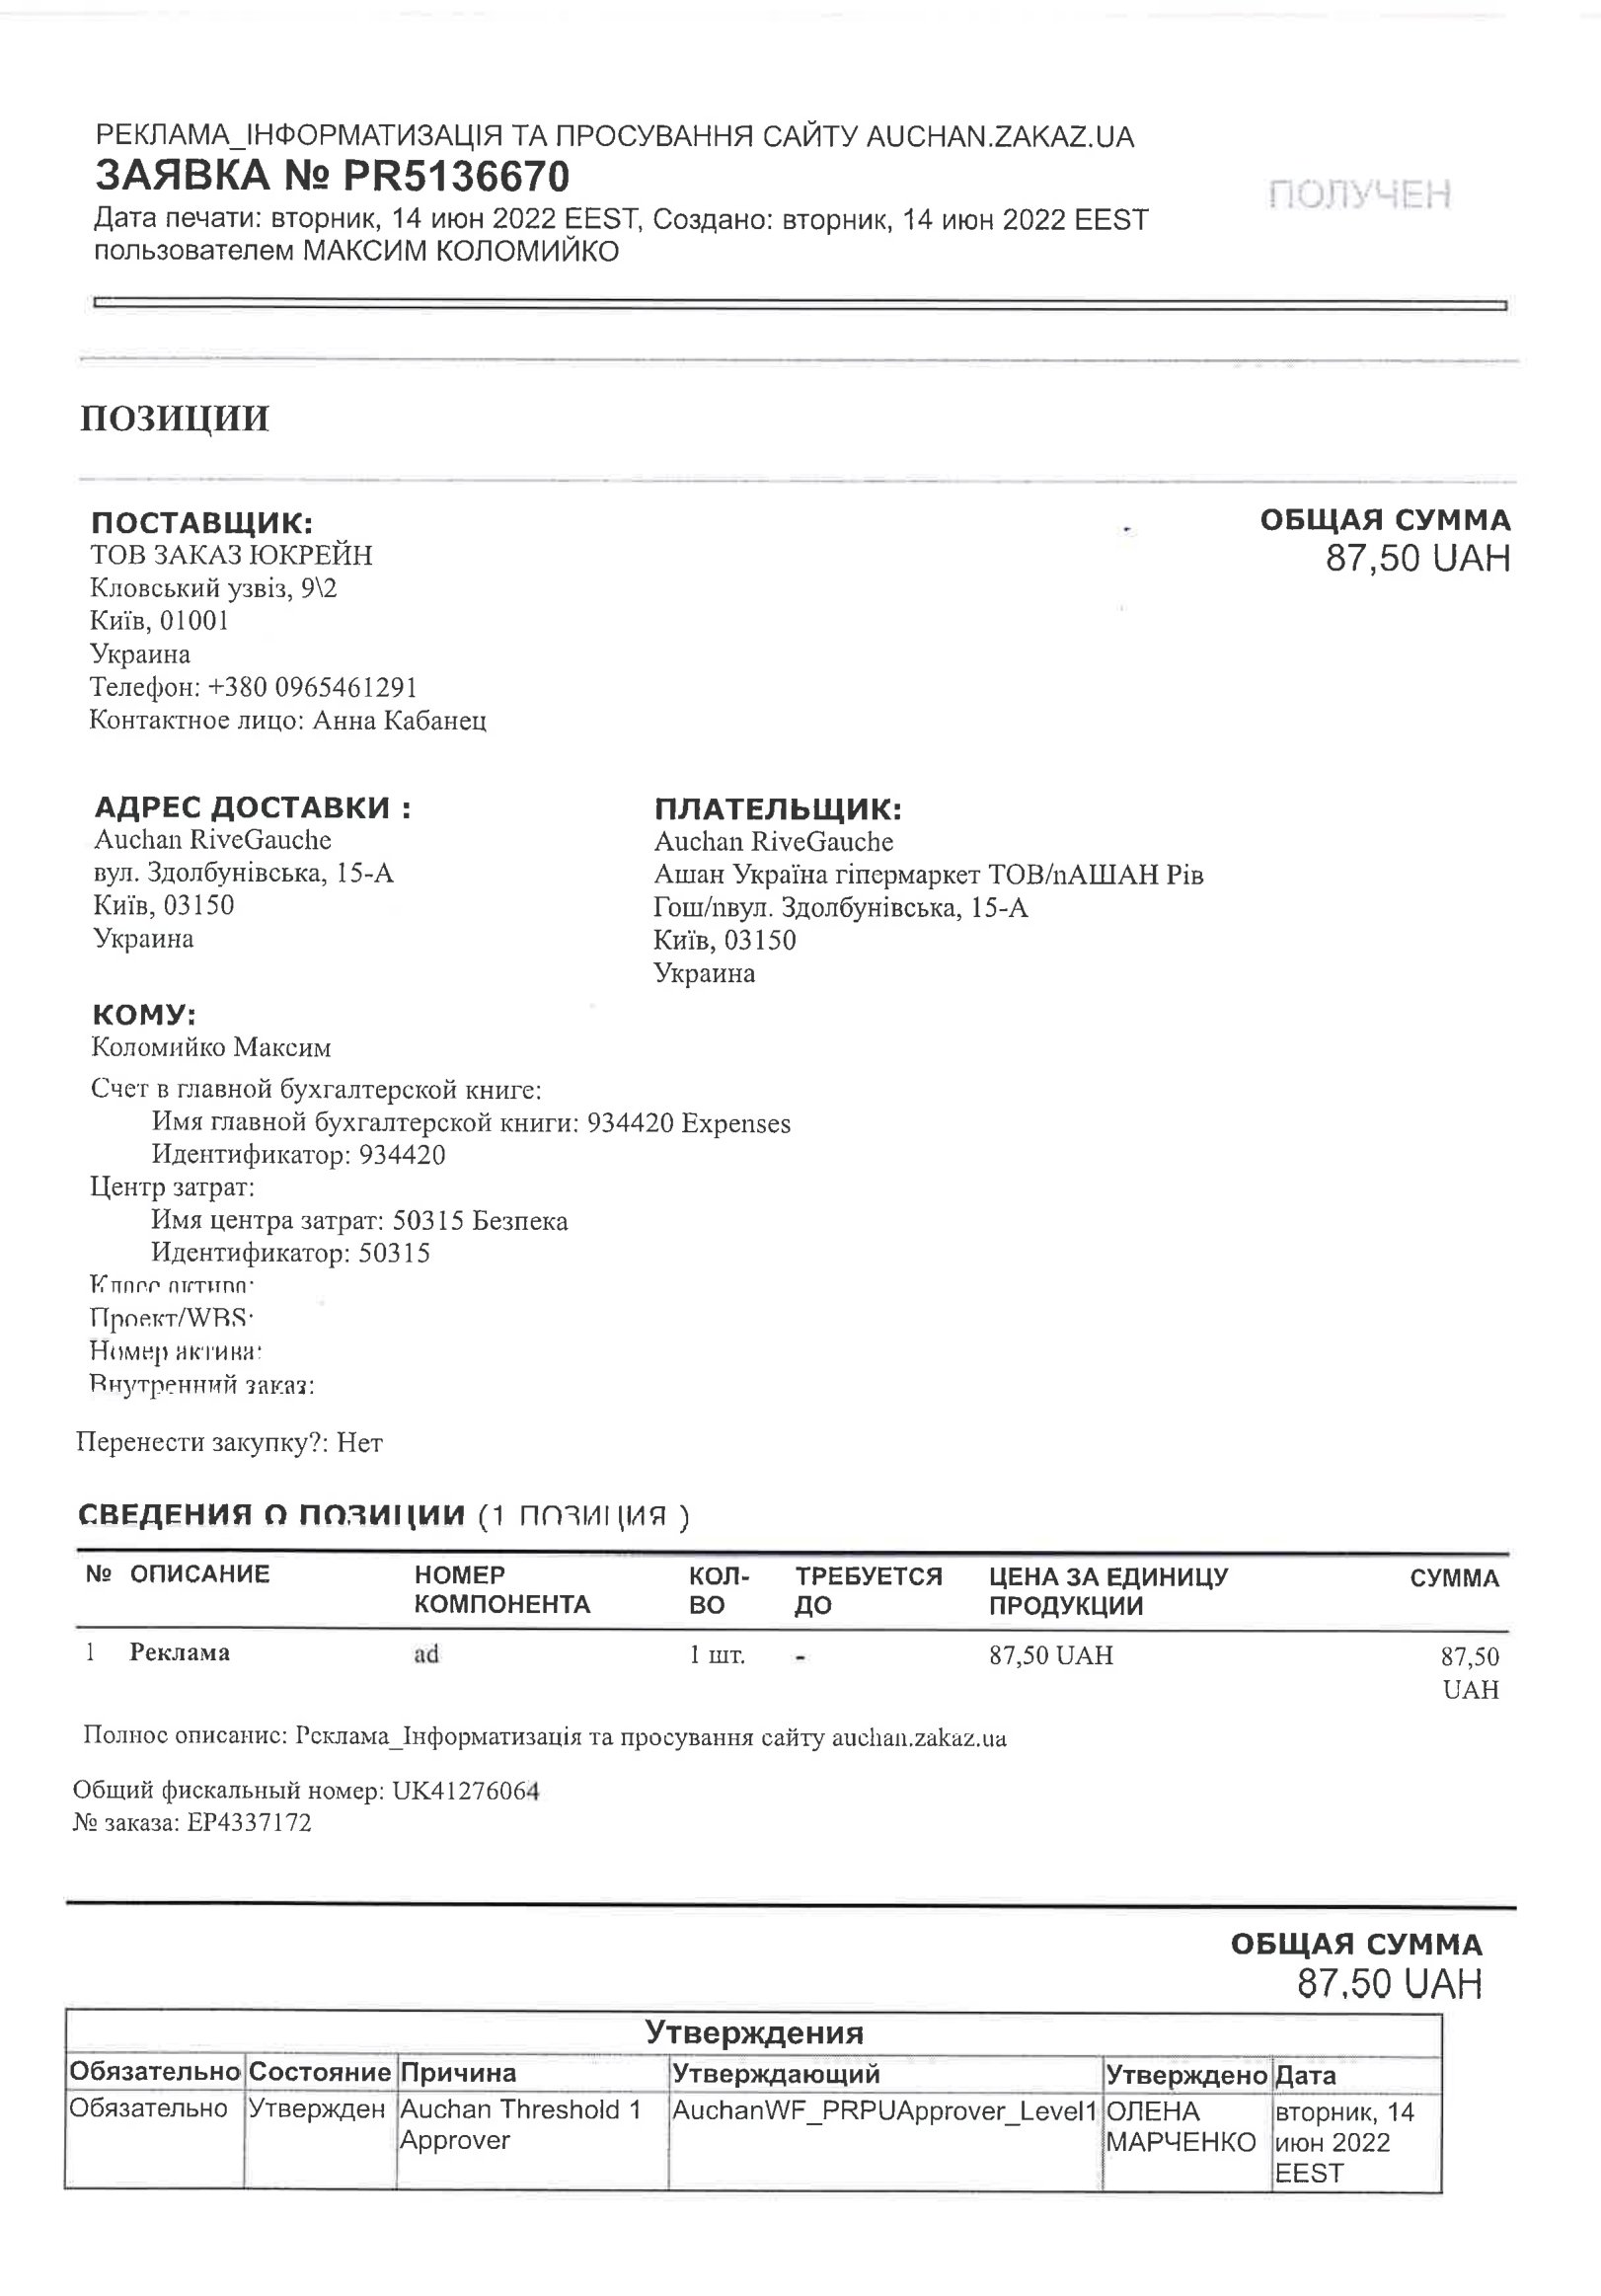 РЕКЛАМА_ІНФОРМАТИЗАЦІЯ ТА ПРОСУВАННЯ САЙТУ AUCHAN.ZAKAZ.UA
ЗАЯВКА № PR5136670
ПОЛУЧЕН
Дата печати: вторник, 14 июн 2022 EEST, Создано: вторник, 14 июн 2022 EEST
пользователем МАКСИМ КОЛОМИЙКО
ПОЗИЦИИ
ПОСТАВЩИК:
ТОВ ЗАКАЗ ЮКРЕЙН
Кловський узвіз, 9\2
Київ, 01001
Украина
Телефон: +380 0965461291
Контактное лицо: Анна Кабанец
ОБЩАЯ СУММА
87,50 UAH
АДРЕС ДОСТАВКИ :
Auchan RiveGauche
вул. Здолбунівська, 15-А
Київ, 03150
Украина
ПЛАТЕЛЬЩИК:
Auchan RiveGauche
Ашан Україна гіпермаркет ТОВ/nАШАН Рів
Гош/nвул. Здолбунівська, 15-А
Київ, 03150
Украина
КОМУ:
Коломийко Максим
Счет в главной бухгалтерской книге:
Имя главной бухгалтерской книги: 934420 Expenses
Идентификатор: 934420
Центр затрат:
Имя центра затрат: 50315 Безпека
Идентификатор: 50315
Класс актива:
Проект/WBS:
Номер актива:
Внутренний заказ:
Перенести закупку?: Нет
СВЕДЕНИЯ О ПОЗИЦИИ (1 ПОЗИЦИЯ )
№ ОПИСАНИЕ НОМЕР КОМПОНЕНТА КОЛ-ВО ТРЕБУЕТСЯ ДО ЦЕНА ЗА ЕДИНИЦУ ПРОДУКЦИИ СУММА
1 Реклама ad 1 шт. - 87,50 UAH 87,50 UAH
Полное описание: Реклама_Інформатизація та просування сайту auchan.zakaz.ua
Общий фискальный номер: UK41276064
№ заказа: EP4337172
ОБЩАЯ СУММА
87,50 UAH
Утверждения
Обязательно Состояние Причина Утверждающий Утверждено Дата
Обязательно Утвержден Auchan Threshold 1 Approver AuchanWF_PRPUApprover_Level1 ОЛЕНА МАРЧЕНКО вторник, 14 июн 2022 EEST